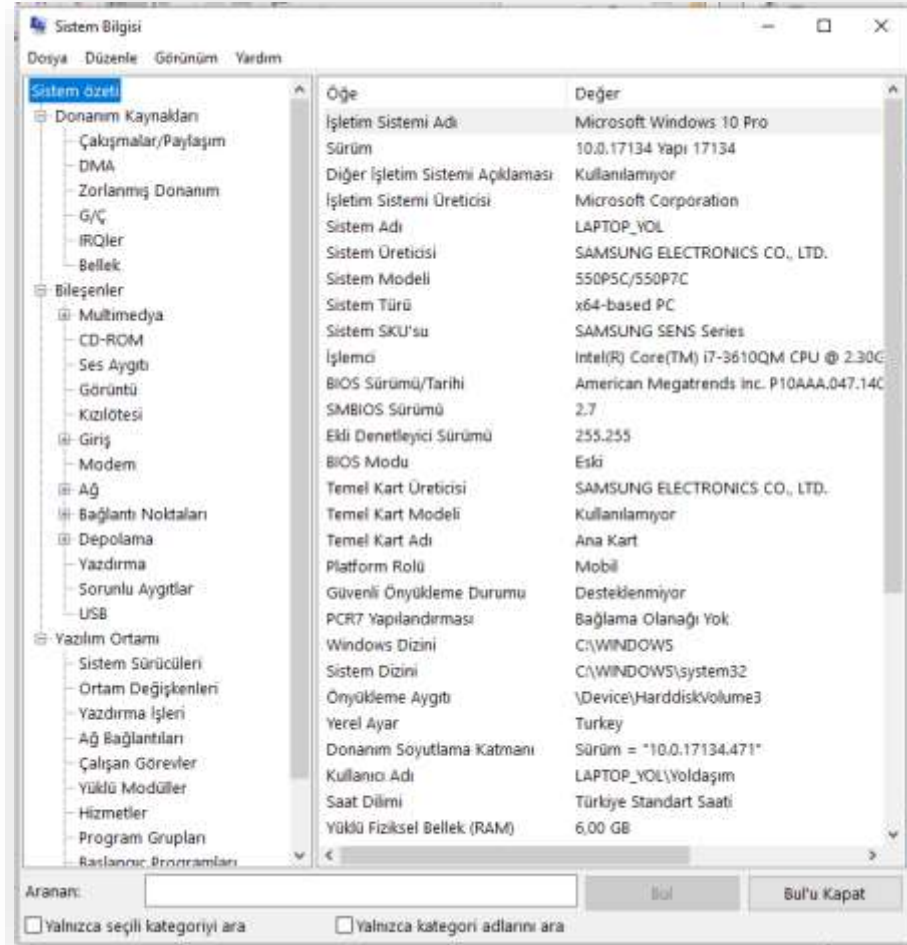 Sistem Bilgisi
Dosya Düzenle Görünüm Yardım
Sistem özeti
Donanım Kaynakları
Çakışmalar/Paylaşım
DMA
Zorlanmış Donanım
G/Ç
IRQler
Bellek
Bileşenler
Multimedya
CD-ROM
Ses Aygıtı
Görüntü
Kızılötesi
Giriş
Modem
Ağ
Bağlantı Noktaları
Depolama
Yazdırma
Sorunlu Aygıtlar
USB
Yazılım Ortamı
Sistem Sürücüleri
Ortam Değişkenleri
Yazdırma İşleri
Ağ Bağlantıları
Çalışan Görevler
Yüklü Modüller
Hizmetler
Program Grupları
Başlangıç Programları
Öğe Değer
İşletim Sistemi Adı Microsoft Windows 10 Pro
Sürüm 10.0.17134 Yapı 17134
Diğer İşletim Sistemi Açıklaması Kullanılamıyor
İşletim Sistemi Üreticisi Microsoft Corporation
Sistem Adı LAPTOP_YOL
Sistem Üreticisi SAMSUNG ELECTRONICS CO., LTD.
Sistem Modeli 550P5C/550P7C
Sistem Türü x64-based PC
Sistem SKU'su SAMSUNG SENS Series
İşlemci Intel(R) Core(TM) i7-3610QM CPU @ 2.30G
BIOS Sürümü/Tarihi American Megatrends Inc. P10AAA.047.140
SMBIOS Sürümü 2.7
Ekli Denetleyici Sürümü 255.255
BIOS Modu Eski
Temel Kart Üreticisi SAMSUNG ELECTRONICS CO., LTD.
Temel Kart Modeli Kullanılamıyor
Temel Kart Adı Ana Kart
Platform Rolü Mobil
Güvenli Önyükleme Durumu Desteklenmiyor
PCR7 Yapılandırması Bağlama Olanağı Yok
Windows Dizini C:\WINDOWS
Sistem Dizini C:\WINDOWS\system32
Önyükleme Aygıtı \Device\HarddiskVolume3
Yerel Ayar Turkey
Donanım Soyutlama Katmanı Sürüm = "10.0.17134.471"
Kullanıcı Adı LAPTOP_YOL\Yoldaşım
Saat Dilimi Türkiye Standart Saati
Yüklü Fiziksel Bellek (RAM) 6,00 GB
Aranan: Bul Bul'u Kapat
Yalnızca seçili kategoriyi ara Yalnızca kategori adlarını ara